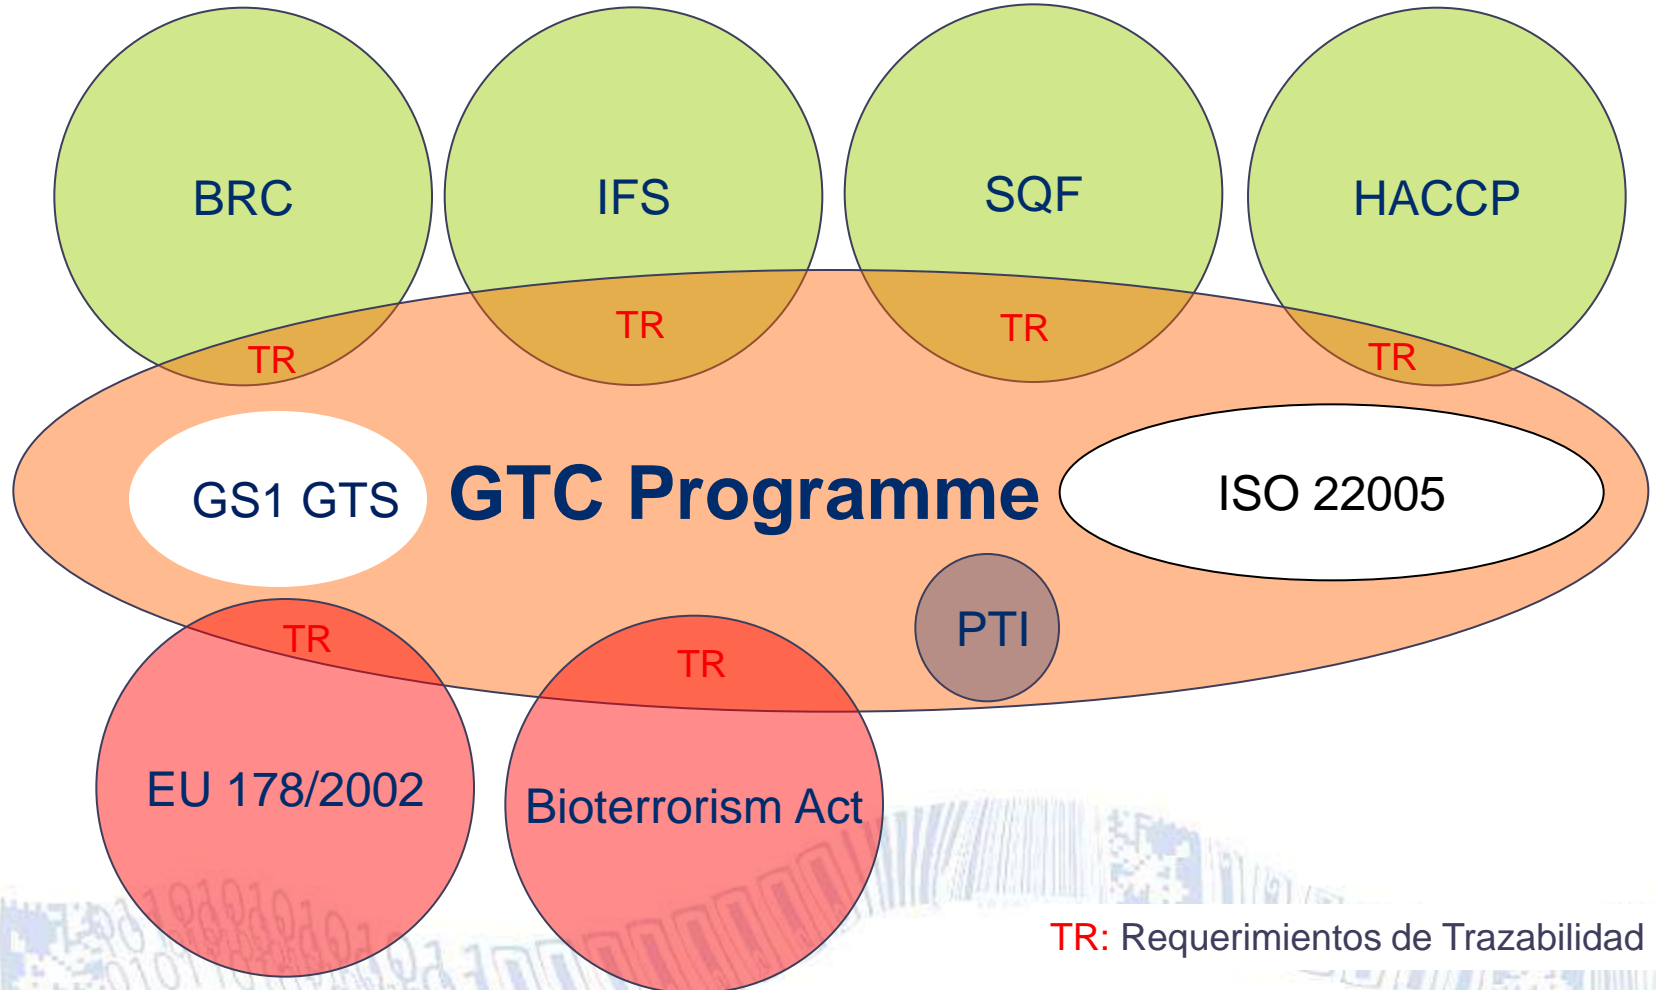 BRC
IFS
SQF
HACCP
TR
TR
TR
TR
GS1 GTS
GTC Programme
ISO 22005
PTI
TR
TR
EU 178/2002
Bioterrorism Act
TR: Requerimientos de Trazabilidad